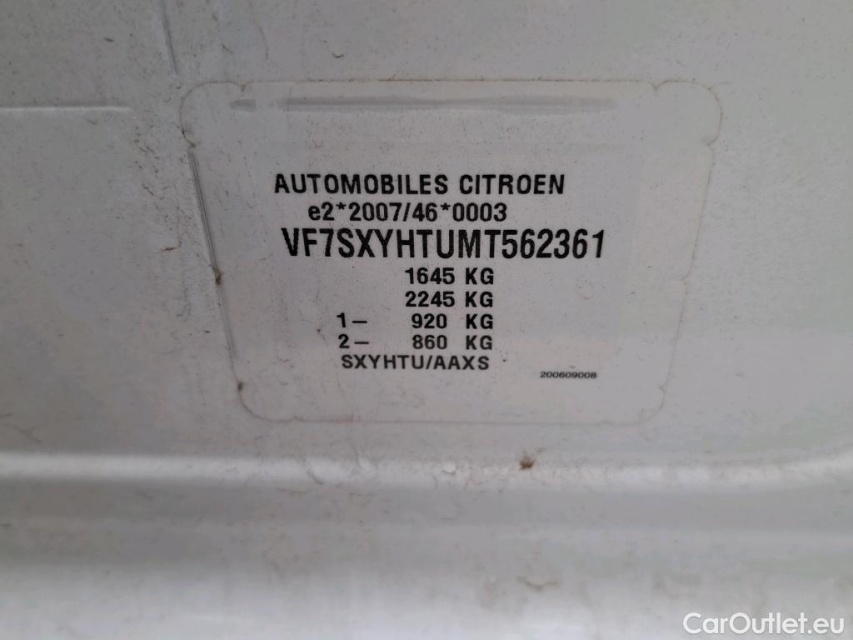 AUTOMOBILES CITROEN
e2*2007/46*0003
VF7SXYHTUMT562361
1645 KG
2245 KG
1– 920 KG
2– 860 KG
SXYHTU/AAXS
200609008
CarOutlet.eu